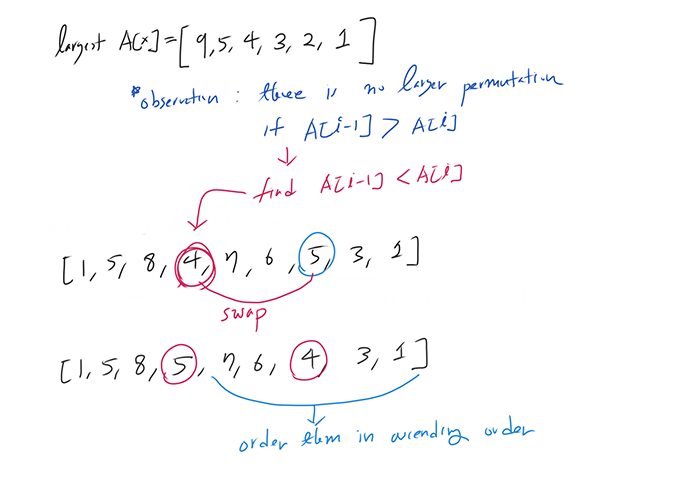 largest A[x]=[9,5,4,3,2,1]
*observation : there is no larger permutation
if A[i-1] > A[i]
find A[i-1] < A[i]
[1, 5, 8, 4, 7, 6, 5, 3, 1]
swap
[1, 5, 8, 5, 7, 6, 4 3, 1]
order them in ascending order